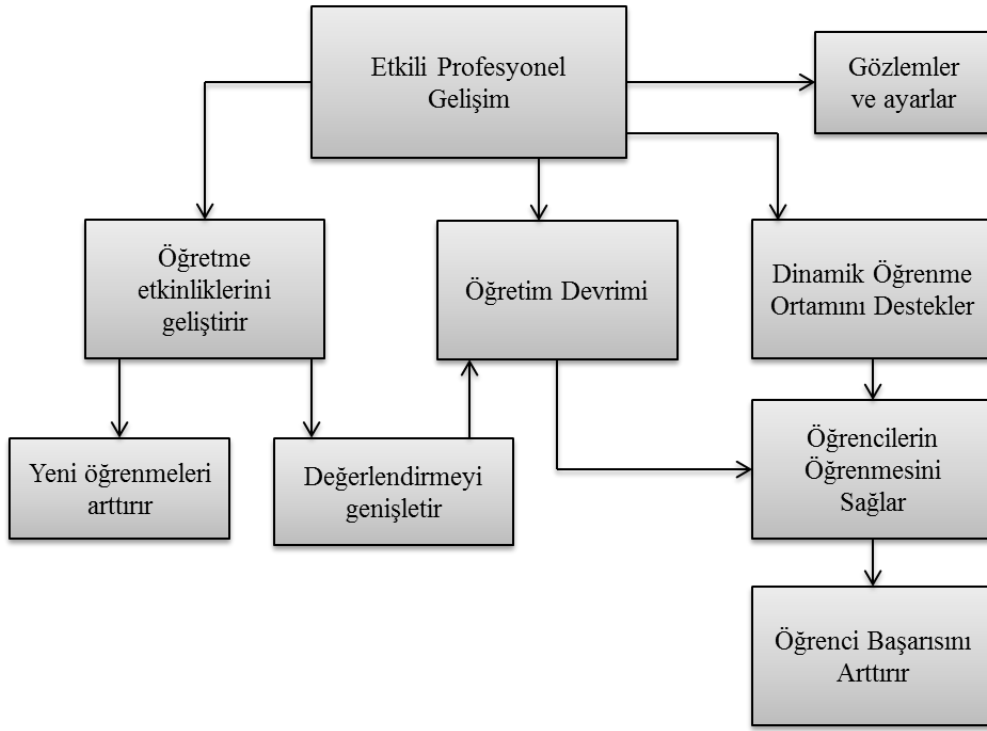 Etkili Profesyonel
Gelişim
Gözlemler
ve ayarlar
Öğretme
etkinliklerini
geliştirir
Öğretim Devrimi
Dinamik Öğrenme
Ortamını Destekler
Yeni öğrenmeleri
arttırır
Değerlendirmeyi
genişletir
Öğrencilerin
Öğrenmesini
Sağlar
Öğrenci Başarısını
Arttırır